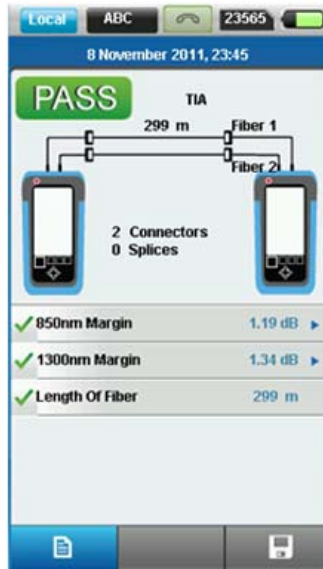 Local ABC 23565
8 November 2011, 23:45
PASS TIA
299 m Fiber 1
Fiber 2
2 Connectors
0 Splices
850nm Margin 1.19 dB
1300nm Margin 1.34 dB
Length Of Fiber 299 m